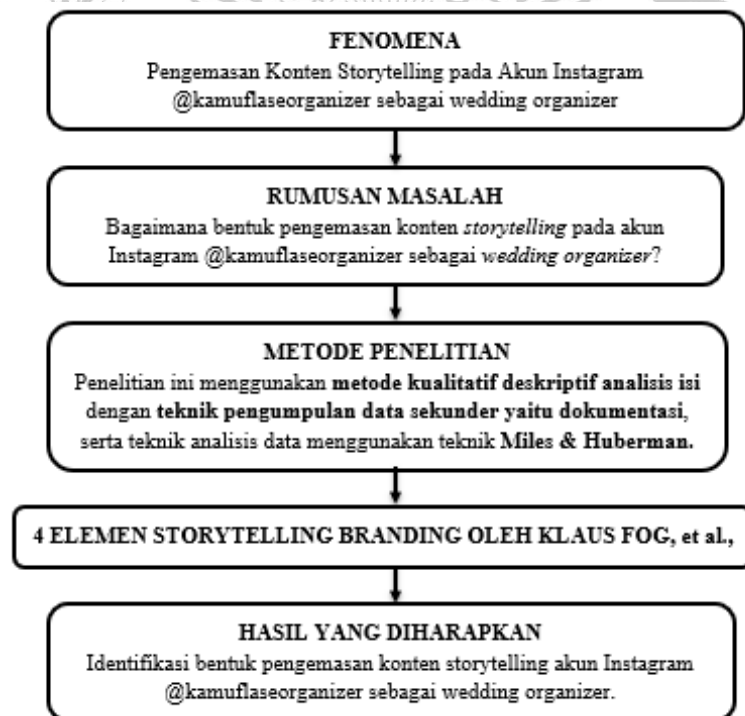 FENOMENA
Pengemasan Konten Storytelling pada Akun Instagram
@kamuflaseorganizer sebagai wedding organizer
RUMUSAN MASALAH
Bagaimana bentuk pengemasan konten storytelling pada akun
Instagram @kamuflaseorganizer sebagai wedding organizer?
METODE PENELITIAN
Penelitian ini menggunakan metode kualitatif deskriptif analisis isi
dengan teknik pengumpulan data sekunder yaitu dokumentasi,
serta teknik analisis data menggunakan teknik Miles & Huberman.
4 ELEMEN STORYTELLING BRANDING OLEH KLAUS FOG, et al.,
HASIL YANG DIHARAPKAN
Identifikasi bentuk pengemasan konten storytelling akun Instagram
@kamuflaseorganizer sebagai wedding organizer.